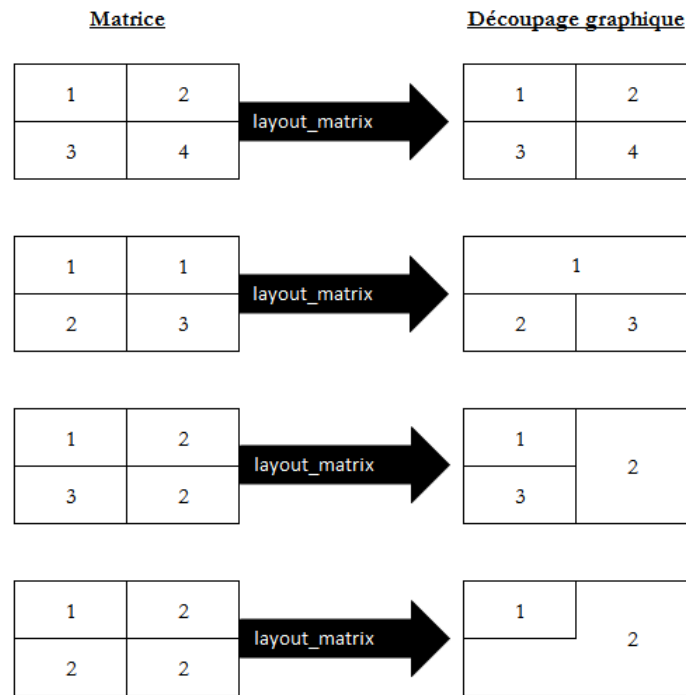 Matrice Découpage graphique
1 2 layout_matrix 1 2
3 4 3 4
1 1 layout_matrix 1
2 3 2 3
1 2 layout_matrix 1 2
3 2 3
1 2 layout_matrix 1 2
2 2